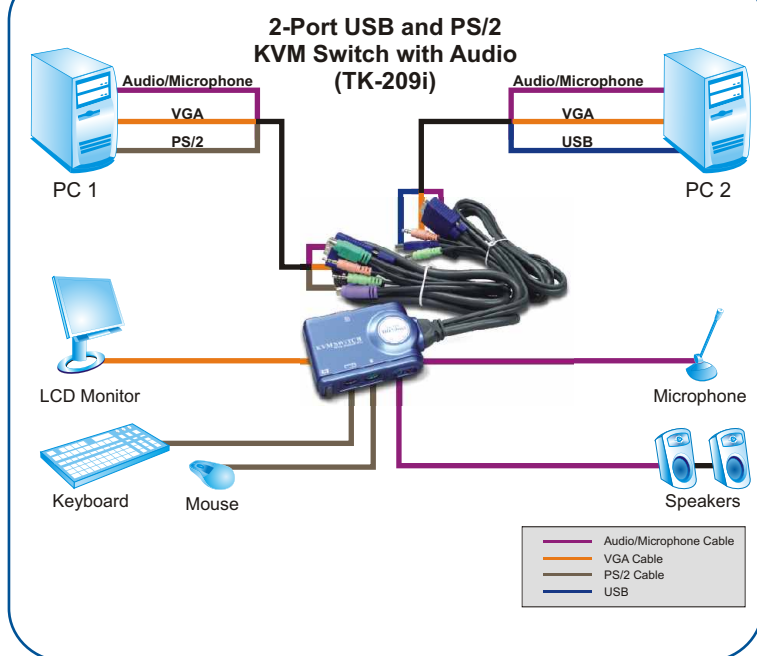 2-Port USB and PS/2
KVM Switch with Audio
(TK-209i)
Audio/Microphone
VGA
PS/2
PC 1
Audio/Microphone
VGA
USB
PC 2
KVM SWITCH
LCD Monitor
Microphone
Keyboard
Mouse
Speakers
Audio/Microphone Cable
VGA Cable
PS/2 Cable
USB